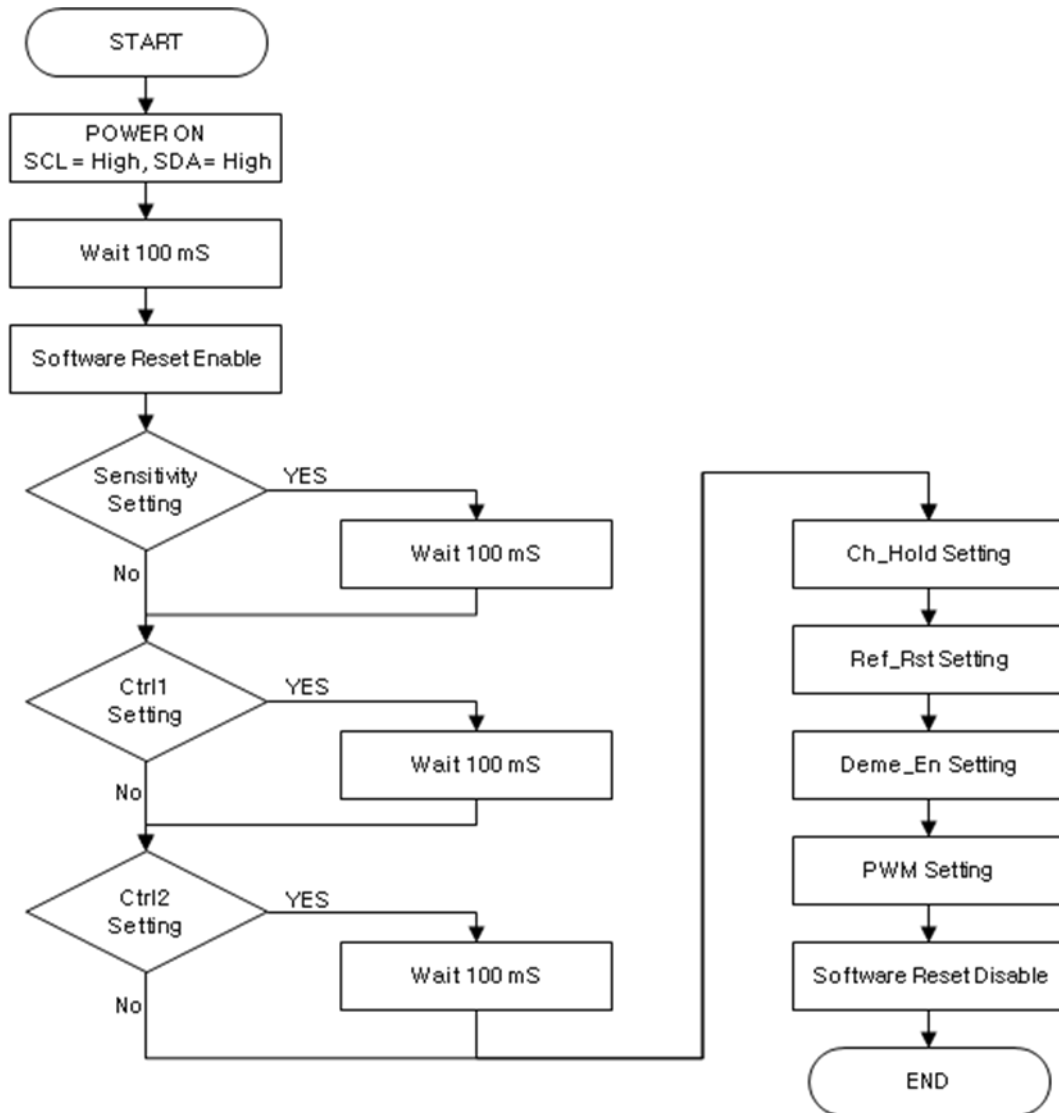 START
POWER ON
SCL = High, SDA = High
Wait 100 mS
Software Reset Enable
Sensitivity
Setting
YES
Wait 100 mS
No
Ctrl1
Setting
YES
Wait 100 mS
No
Ctrl2
Setting
YES
Wait 100 mS
No
Ch_Hold Setting
Ref_Rst Setting
Deme_En Setting
PWM Setting
Software Reset Disable
END